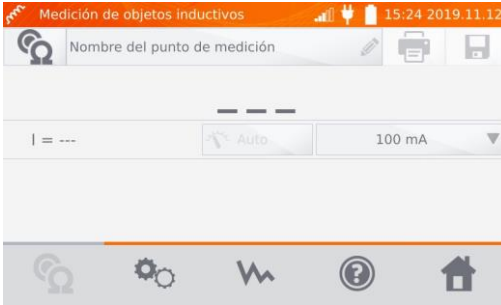 Medición de objetos inductivos 15:24 2019.11.12
Nombre del punto de medición
---
I = --- Auto 100 mA